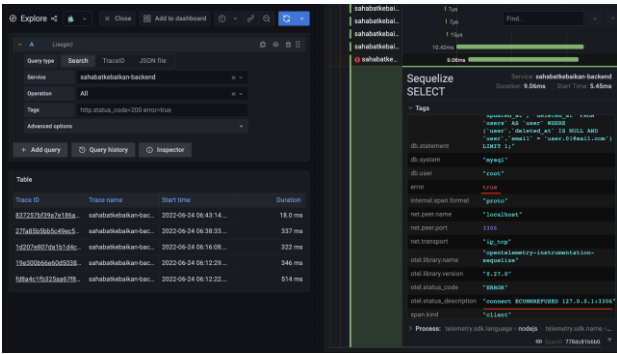 Explore
Close
Add to dashboard
A (Jaeger)
Query type Search TraceID JSON file
Service sahabatkebaikan-backend
Operation All
Tags http.status_code=200 error=true
Advanced options
+ Add query Query history Inspector
Table
Trace ID Trace name Start time Duration
837257bf39a7e186a... sahabatkebaikan-bac... 2022-06-24 06:43:14.... 18.0 ms
27fa85b5bb5c49ec5... sahabatkebaikan-bac... 2022-06-24 06:38:33.... 337 ms
1d207e807da1b1d4c... sahabatkebaikan-bac... 2022-06-24 06:16:08.... 322 ms
19e300b66e60d5038... sahabatkebaikan-bac... 2022-06-24 06:12:29.... 346 ms
fd8a4c1fb325aa67f8... sahabatkebaikan-bac... 2022-06-24 06:12:22.... 514 ms
sahabatkebai... 7μs
sahabatkebai... 7μs
sahabatkebai... 15μs
sahabatkebai... 10.42ms
sahabatke... 9.06ms
Find...
Sequelize
SELECT
Service: sahabatkebaikan-backend
Duration: 9.06ms Start Time: 5.45ms
Tags
`updated_at`, `deleted_at` FROM
`users` AS `user` WHERE
(`user`.`deleted_at` IS NULL AND
`user`.`email` = 'user.01@mail.com')
db.statement LIMIT 1;"
db.system "mysql"
db.user "root"
error true
internal.span.format "proto"
net.peer.name "localhost"
net.peer.port 3306
net.transport "ip_tcp"
otel.library.name "opentelemetry-instrumentation-
sequelize"
otel.library.version "0.27.0"
otel.status_code "ERROR"
otel.status_description "connect ECONNREFUSED 127.0.0.1:3306"
span.kind "client"
Process: telemetry.sdk.language = nodejs telemetry.sdk.name =...
SpanID: 778dc81b6b60